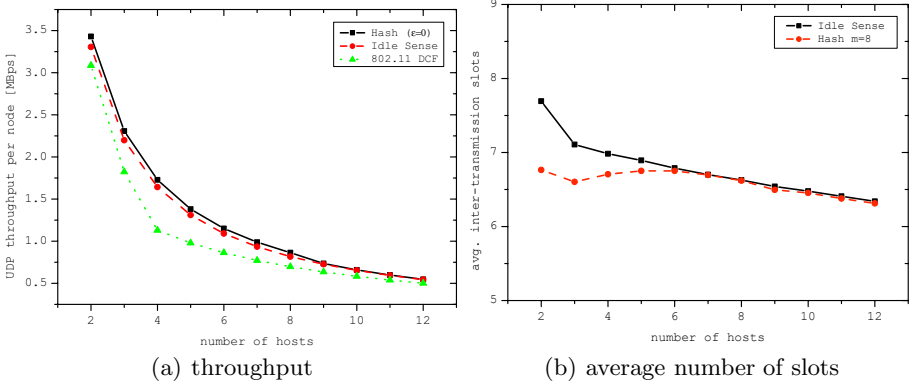 3.5
3.0
2.5
2.0
1.5
1.0
0.5
UDP throughput per node [MBps]
Hash (ε=0)
Idle Sense
802.11 DCF
2 4 6 8 10 12
number of hosts
(a) throughput
9
8
7
6
5
avg. inter-transmission slots
Idle Sense
Hash m=8
2 4 6 8 10 12
number of hosts
(b) average number of slots